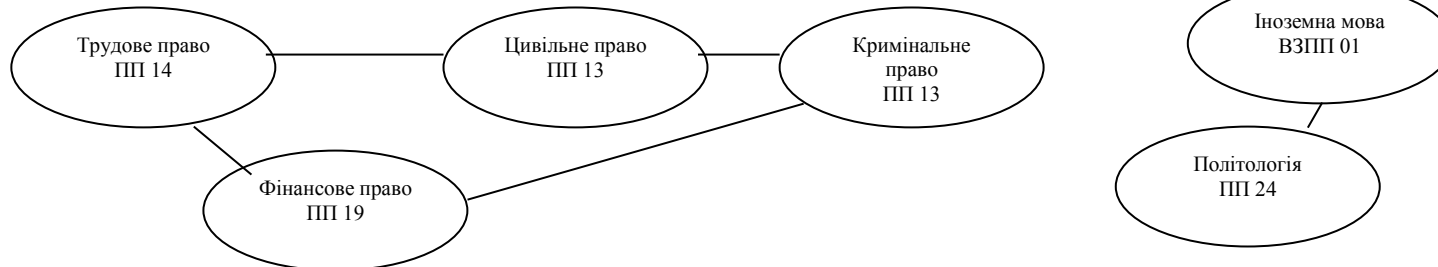 Трудове право
ПП 14
Цивільне право
ПП 13
Кримінальне
право
ПП 13
Іноземна мова
ВЗПП 01
Фінансове право
ПП 19
Політологія
ПП 24